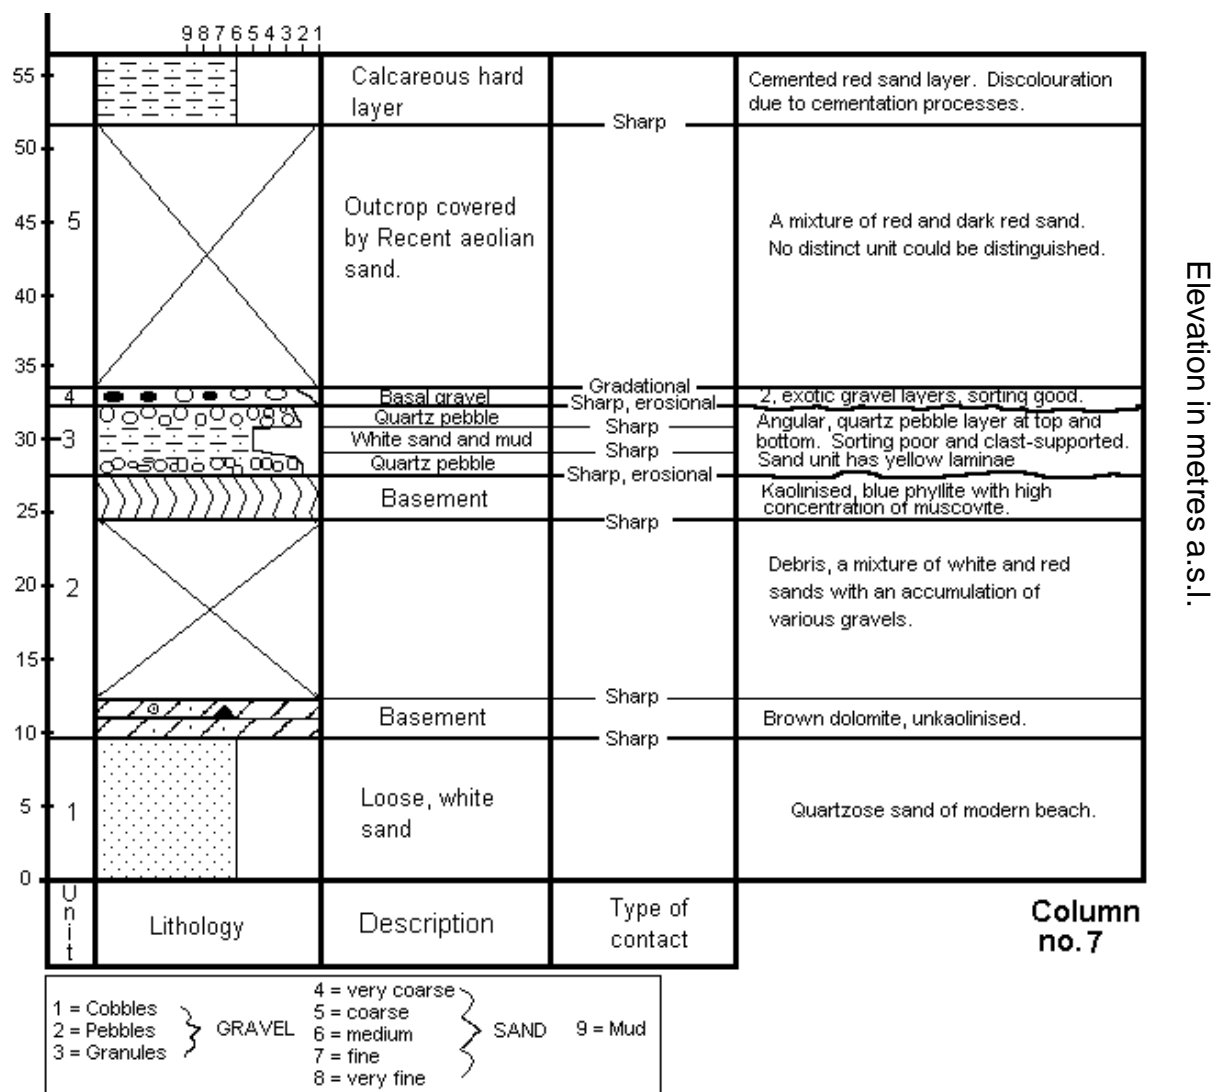 9 8 7 6 5 4 3 2 1
55
Calcareous hard
layer
Cemented red sand layer. Discolouration
due to cementation processes.
Sharp
50
45
40
35
5
Outcrop covered
by Recent aeolian
sand.
A mixture of red and dark red sand.
No distinct unit could be distinguished.
Gradational
4
Basal gravel
2, exotic gravel layers, sorting good.
Sharp, erosional
30
3
Quartz pebble
Sharp
White sand and mud
Sharp
Quartz pebble
Angular, quartz pebble layer at top and
bottom. Sorting poor and clast-supported.
Sand unit has yellow laminae
Sharp, erosional
25
Basement
Kaolinised, blue phyllite with high
concentration of muscovite.
Sharp
20
15
2
Debris, a mixture of white and red
sands with an accumulation of
various gravels.
Sharp
10
Basement
Brown dolomite, unkaolinised.
Sharp
5
0
1
Loose, white
sand
Quartzose sand of modern beach.
Unit
Lithology
Description
Type of
contact
Column
no. 7
Elevation in metres a.s.l.
1 = Cobbles
2 = Pebbles
3 = Granules
GRAVEL
4 = very coarse
5 = coarse
6 = medium
7 = fine
8 = very fine
SAND
9 = Mud